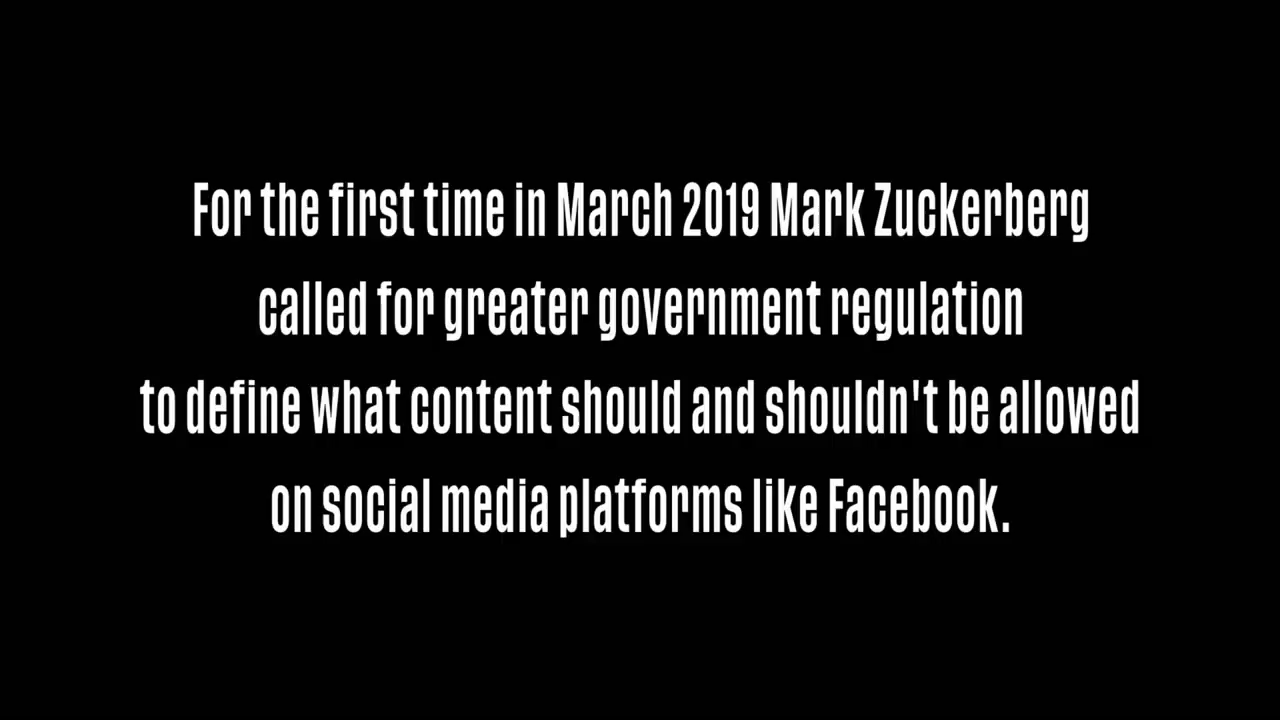 For the first time in March 2019 Mark Zuckerberg
called for greater government regulation
to define what content should and shouldn't be allowed
on social media platforms like Facebook.